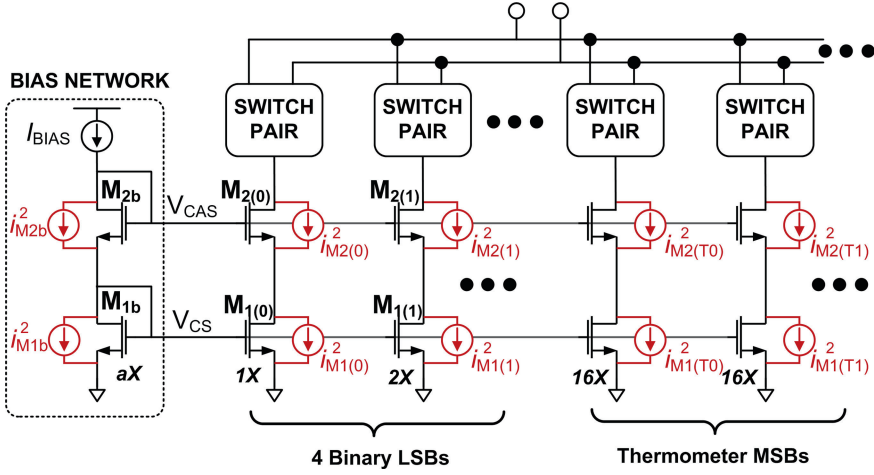 BIAS NETWORK
I_BIAS
SWITCH PAIR
SWITCH PAIR
SWITCH PAIR
SWITCH PAIR
M_2b
V_CAS
M_2(0)
M_2(1)
i²_M2b
i²_M2(0)
i²_M2(1)
i²_M2(T0)
i²_M2(T1)
M_1b
V_CS
M_1(0)
M_1(1)
i²_M1b
i²_M1(0)
i²_M1(1)
i²_M1(T0)
i²_M1(T1)
aX
1X
2X
16X
16X
4 Binary LSBs
Thermometer MSBs